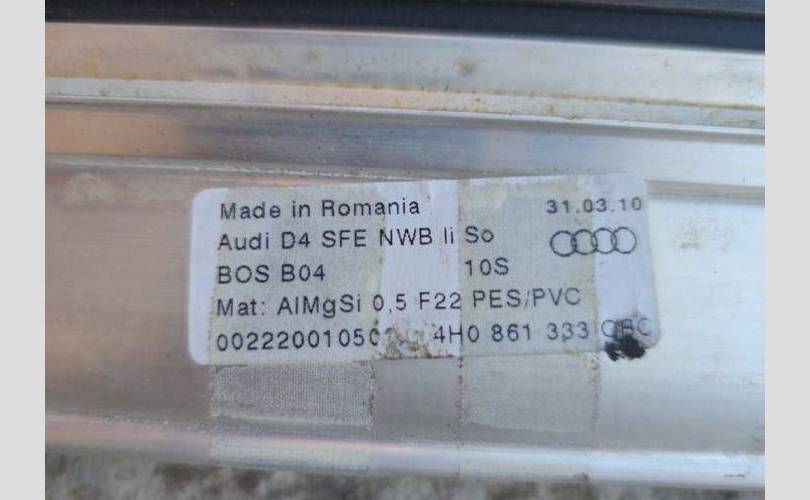 Made in Romania 31.03.10
Audi D4 SFE NWB li So
BOS B04 10S
Mat: AlMgSi 0,5 F22 PES/PVC
4H0 861 333